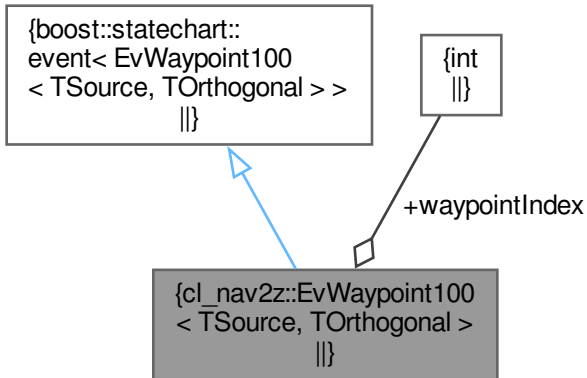 {boost::statechart::
event< EvWaypoint100
< TSource, TOrthogonal > >
||}
{int
||}
+waypointIndex
{cl_nav2z::EvWaypoint100
< TSource, TOrthogonal >
||}